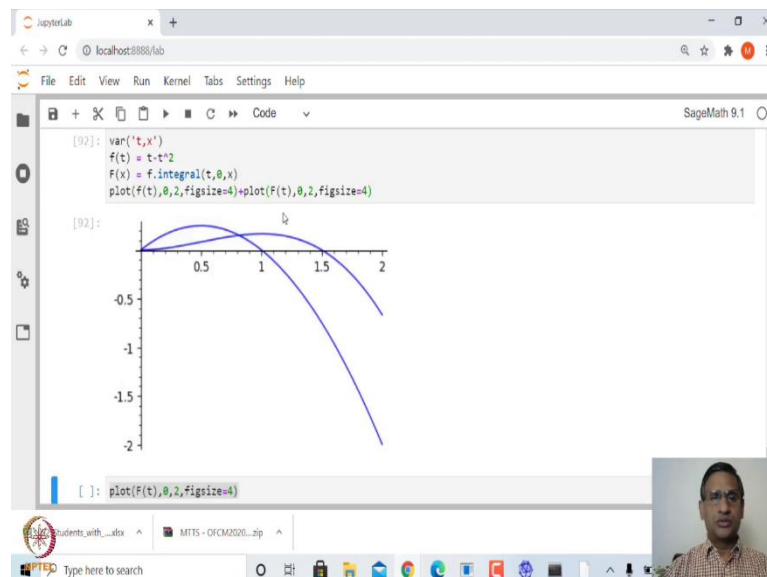 JupyterLab
localhost:8888/lab
File Edit View Run Kernel Tabs Settings Help
Code
SageMath 9.1
[92]: var('t,x')
f(t) = t-t^2
F(x) = f.integral(t,0,x)
plot(f(t),0,2,figsize=4)+plot(F(t),0,2,figsize=4)
[92]:
0.5 1 1.5 2
-0.5
-1
-1.5
-2
[ ]: plot(F(t),0,2,figsize=4)
tudents_with_...xlsx
MTTS - OFCM2020...zip
NPTEL
Type here to search
M